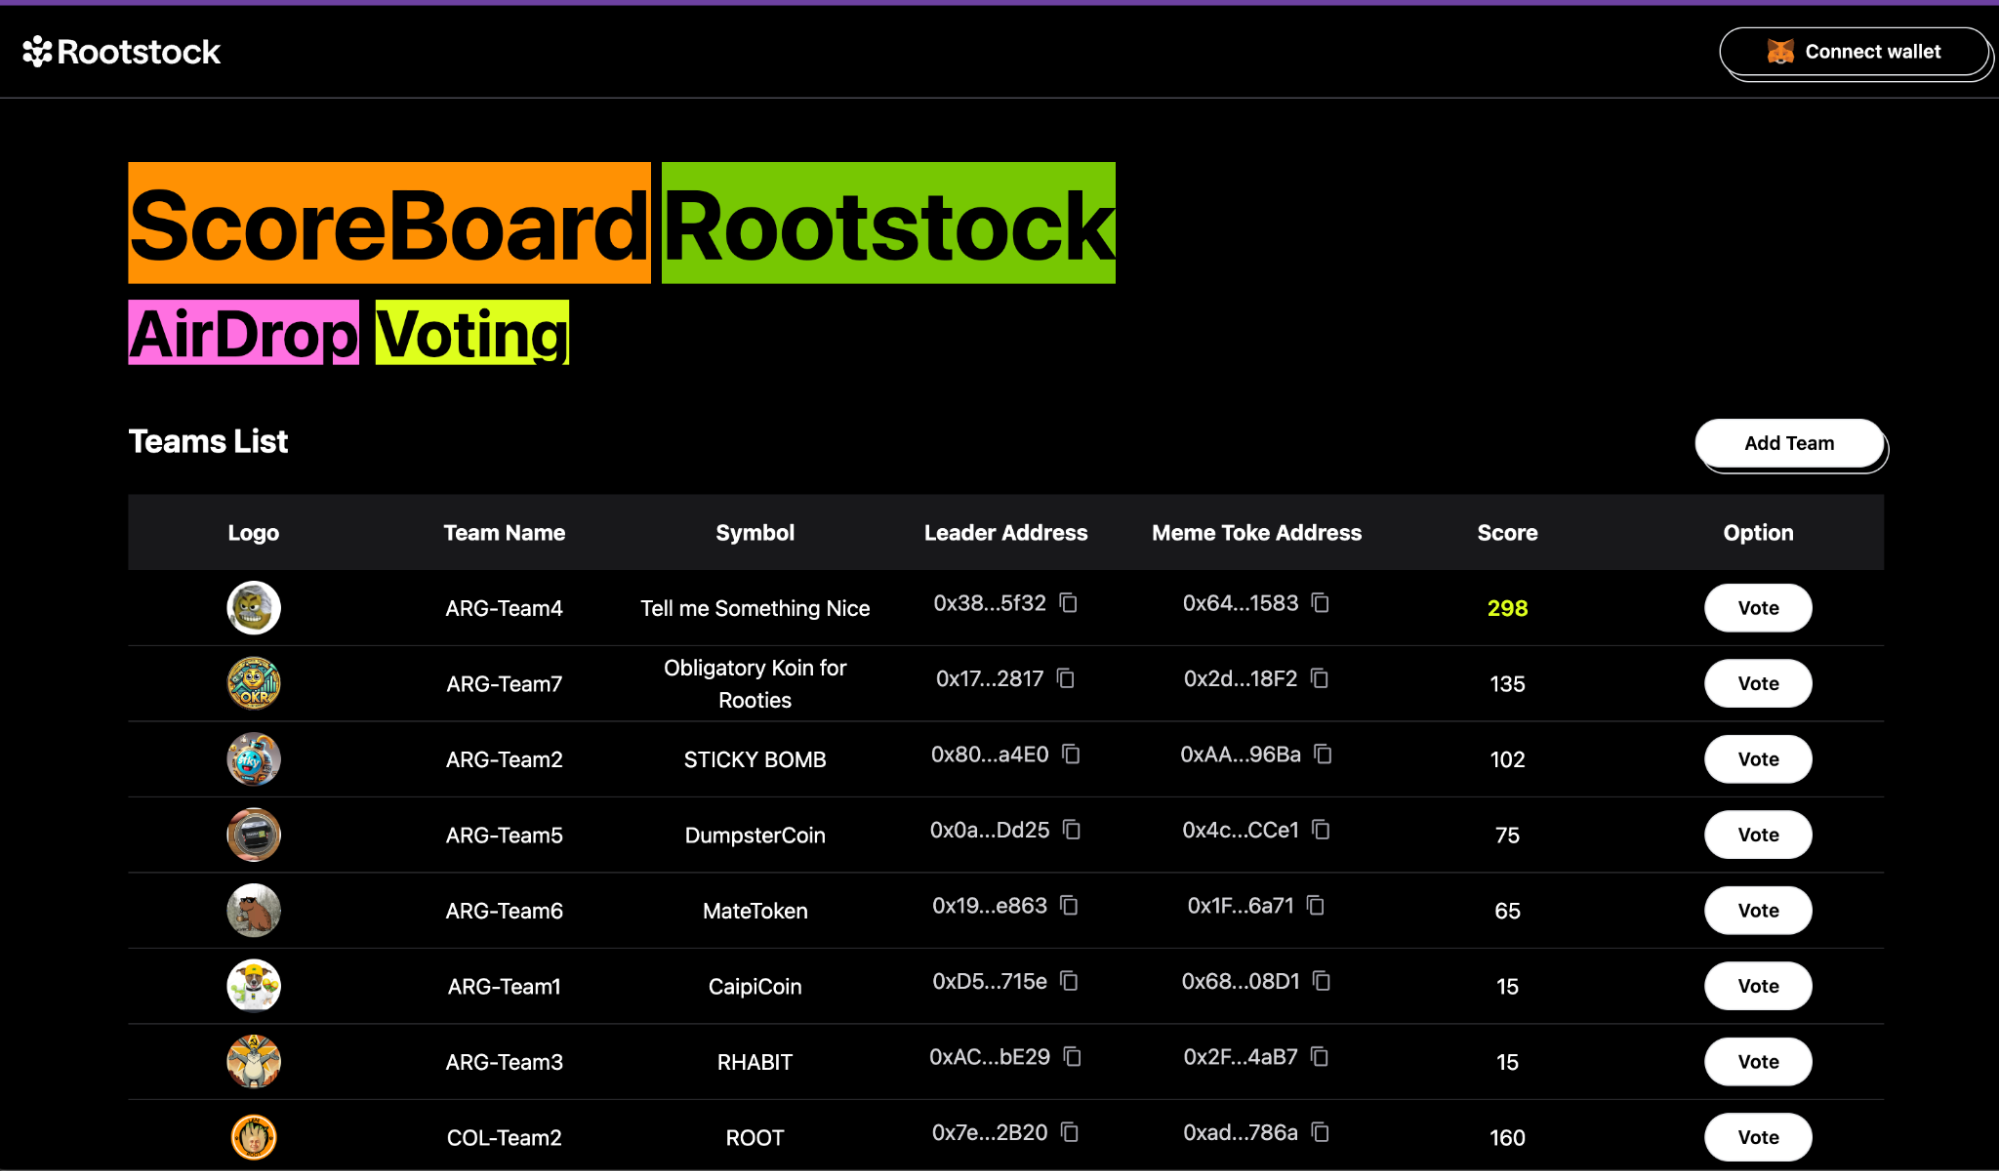 Rootstock
Connect wallet
ScoreBoard Rootstock
AirDrop Voting
Teams List
Add Team
Logo Team Name Symbol Leader Address Meme Toke Address Score Option
ARG-Team4 Tell me Something Nice 0x38...5f32 0x64...1583 298 Vote
OKR ARG-Team7 Obligatory Koin for Rooties 0x17...2817 0x2d...18F2 135 Vote
ARG-Team2 STICKY BOMB 0x80...a4E0 0xAA...96Ba 102 Vote
ARG-Team5 DumpsterCoin 0x0a...Dd25 0x4c...CCe1 75 Vote
ARG-Team6 MateToken 0x19...e863 0x1F...6a71 65 Vote
ARG-Team1 CaipiCoin 0xD5...715e 0x68...08D1 15 Vote
ARG-Team3 RHABIT 0xAC...bE29 0x2F...4aB7 15 Vote
COL-Team2 ROOT 0x7e...2B20 0xad...786a 160 Vote